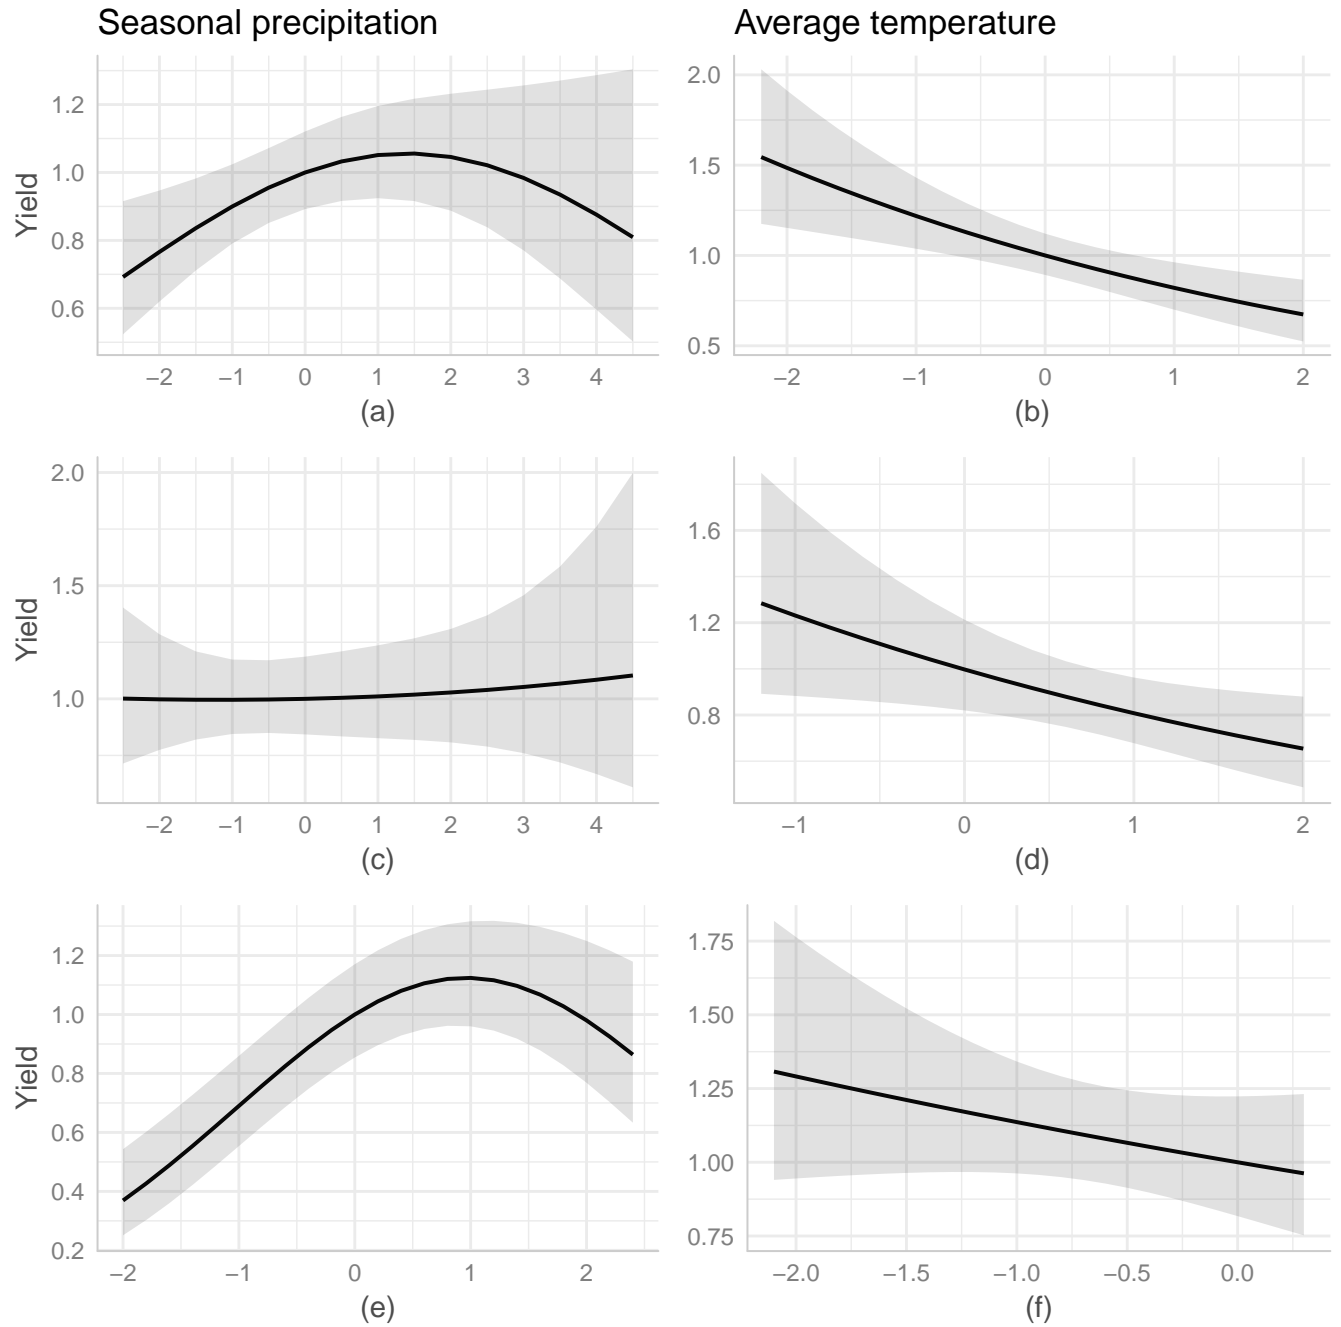 Seasonal precipitation
Average temperature
Yield
1.2
1.0
0.8
0.6
−2 −1 0 1 2 3 4
(a)
2.0
1.5
1.0
0.5
−2 −1 0 1 2
(b)
Yield
2.0
1.5
1.0
−2 −1 0 1 2 3 4
(c)
1.6
1.2
0.8
−1 0 1 2
(d)
Yield
1.2
1.0
0.8
0.6
0.4
0.2
−2 −1 0 1 2
(e)
1.75
1.50
1.25
1.00
0.75
−2.0 −1.5 −1.0 −0.5 0.0
(f)